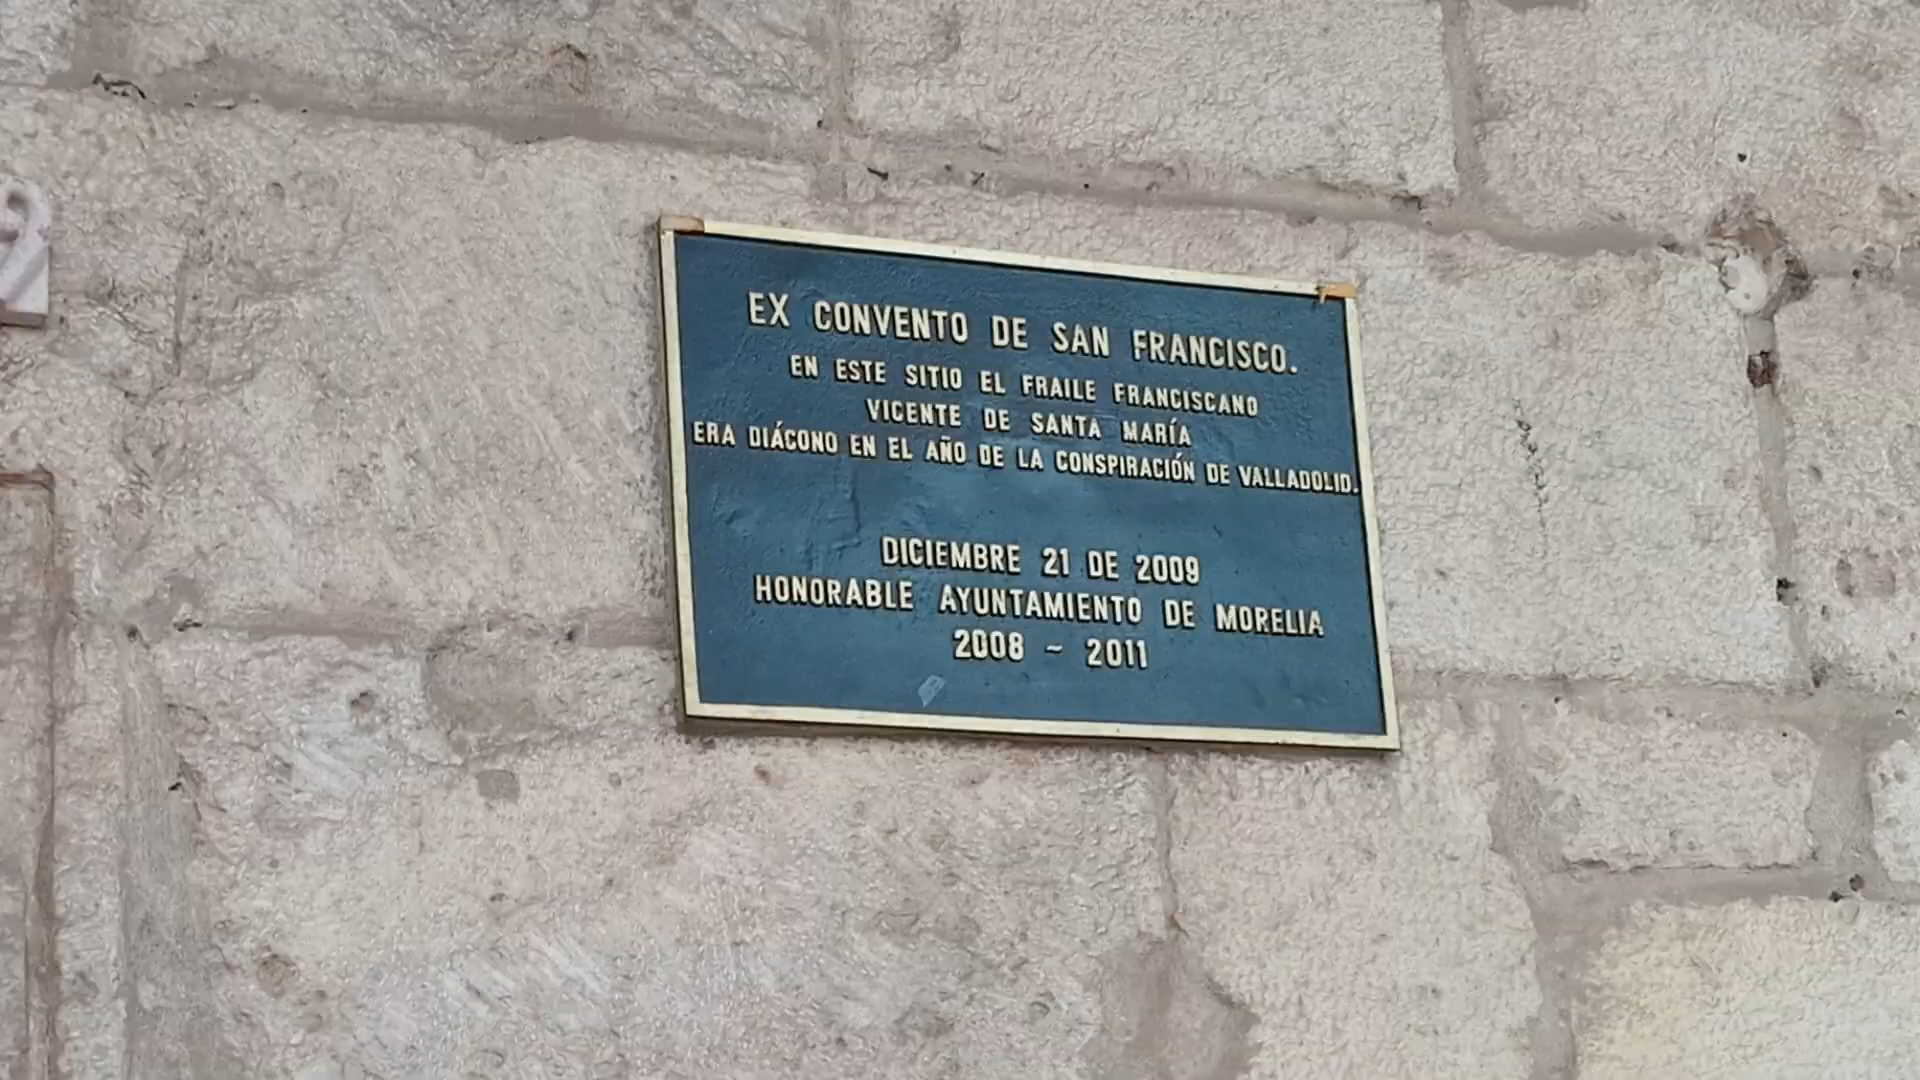 EX CONVENTO DE SAN FRANCISCO.
EN ESTE SITIO EL FRAILE FRANCISCANO
VICENTE DE SANTA MARÍA
ERA DIÁCONO EN EL AÑO DE LA CONSPIRACIÓN DE VALLADOLID.
DICIEMBRE 21 DE 2009
HONORABLE AYUNTAMIENTO DE MORELIA
2008 - 2011